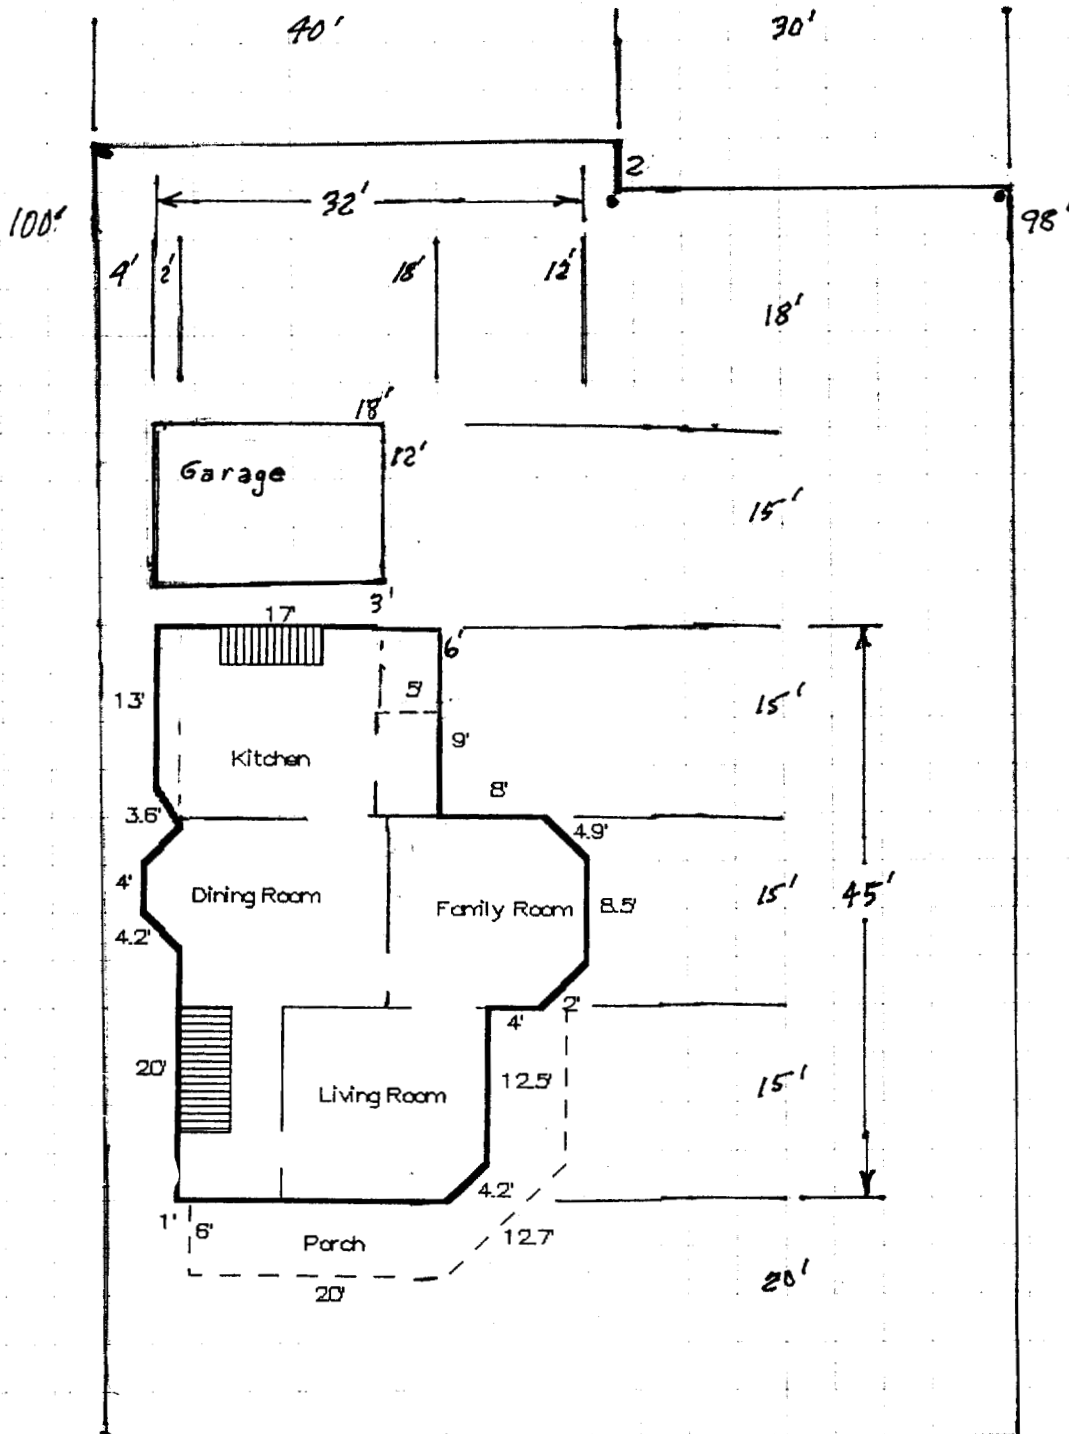 40' 30'
2
32'
100' 98'
4' 2' 18' 12'
18'
18'
12'
Garage
15'
3'
17'
6'
13' 5' 15'
9'
Kitchen
8'
3.6' 4.9'
4' Dining Room Family Room 8.5' 15' 45'
4.2'
4' 2'
20' 12.5' 15'
Living Room
4.2'
1' 6' Porch 12.7'
20'
20'